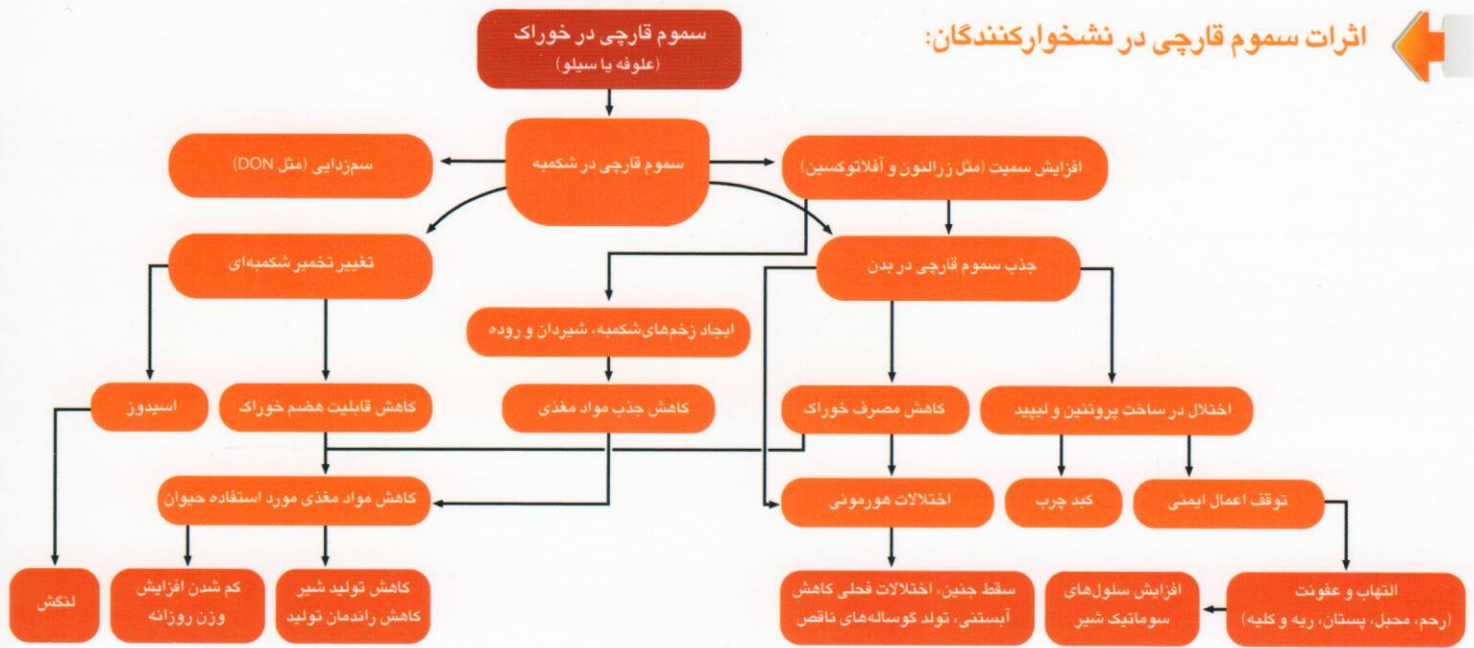 اثرات سموم قارچی در نشخوارکنندگان:
سموم قارچی در خوراک
(علوفه یا سیلو)
سموم قارچی در شکمبه
افزایش سمیت (مثل زرالنون و آفلاتوکسین)
سم‌زدایی (مثل DON)
جذب سموم قارچی در بدن
تغییر تخمیر شکمبه‌ای
ایجاد زخم‌های شکمبه، شیردان و روده
اختلال در ساخت پروتئین و لیپید
کاهش مصرف خوراک
کاهش جذب مواد مغذی
کاهش قابلیت هضم خوراک
اسیدوز
توقف اعمال ایمنی
کبد چرب
اختلالات هورمونی
کاهش مواد مغذی مورد استفاده حیوان
التهاب و عفونت
(رحم، محبل، پستان، ریه و کلیه)
افزایش سلول‌های
سوماتیک شیر
سقط جنین، اختلالات فحلی کاهش
آبستنی، تولد گوساله‌های ناقص
کاهش تولید شیر
کاهش راندمان تولید
کم شدن افزایش
وزن روزانه
لنگش